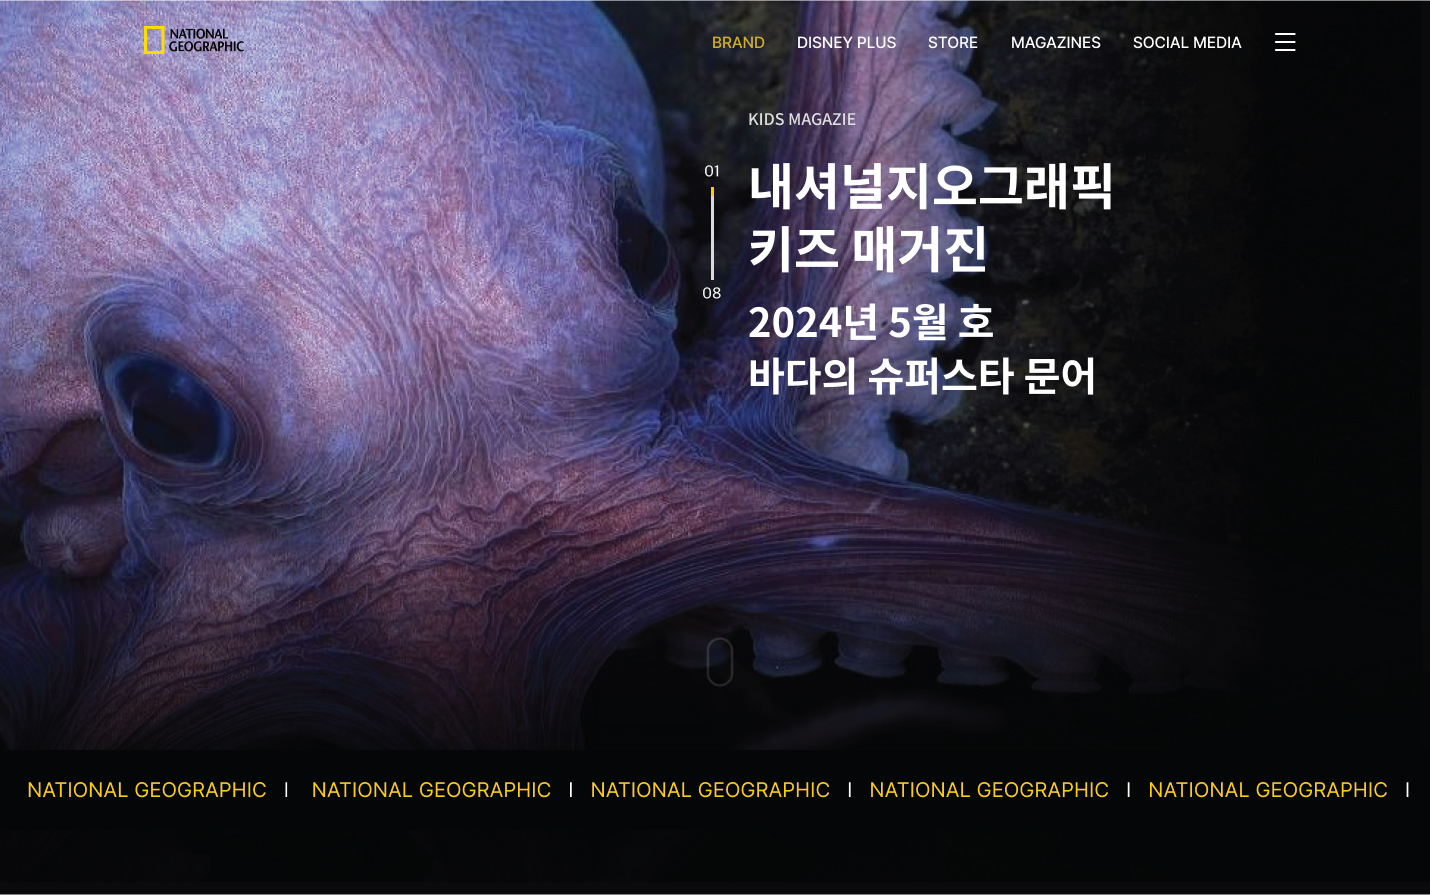 NATIONAL
GEOGRAPHIC
BRAND DISNEY PLUS STORE MAGAZINES SOCIAL MEDIA
KIDS MAGAZIE
01
08
내셔널지오그래픽
키즈 매거진
2024년 5월 호
바다의 슈퍼스타 문어
NATIONAL GEOGRAPHIC | NATIONAL GEOGRAPHIC | NATIONAL GEOGRAPHIC | NATIONAL GEOGRAPHIC | NATIONAL GEOGRAPHIC |